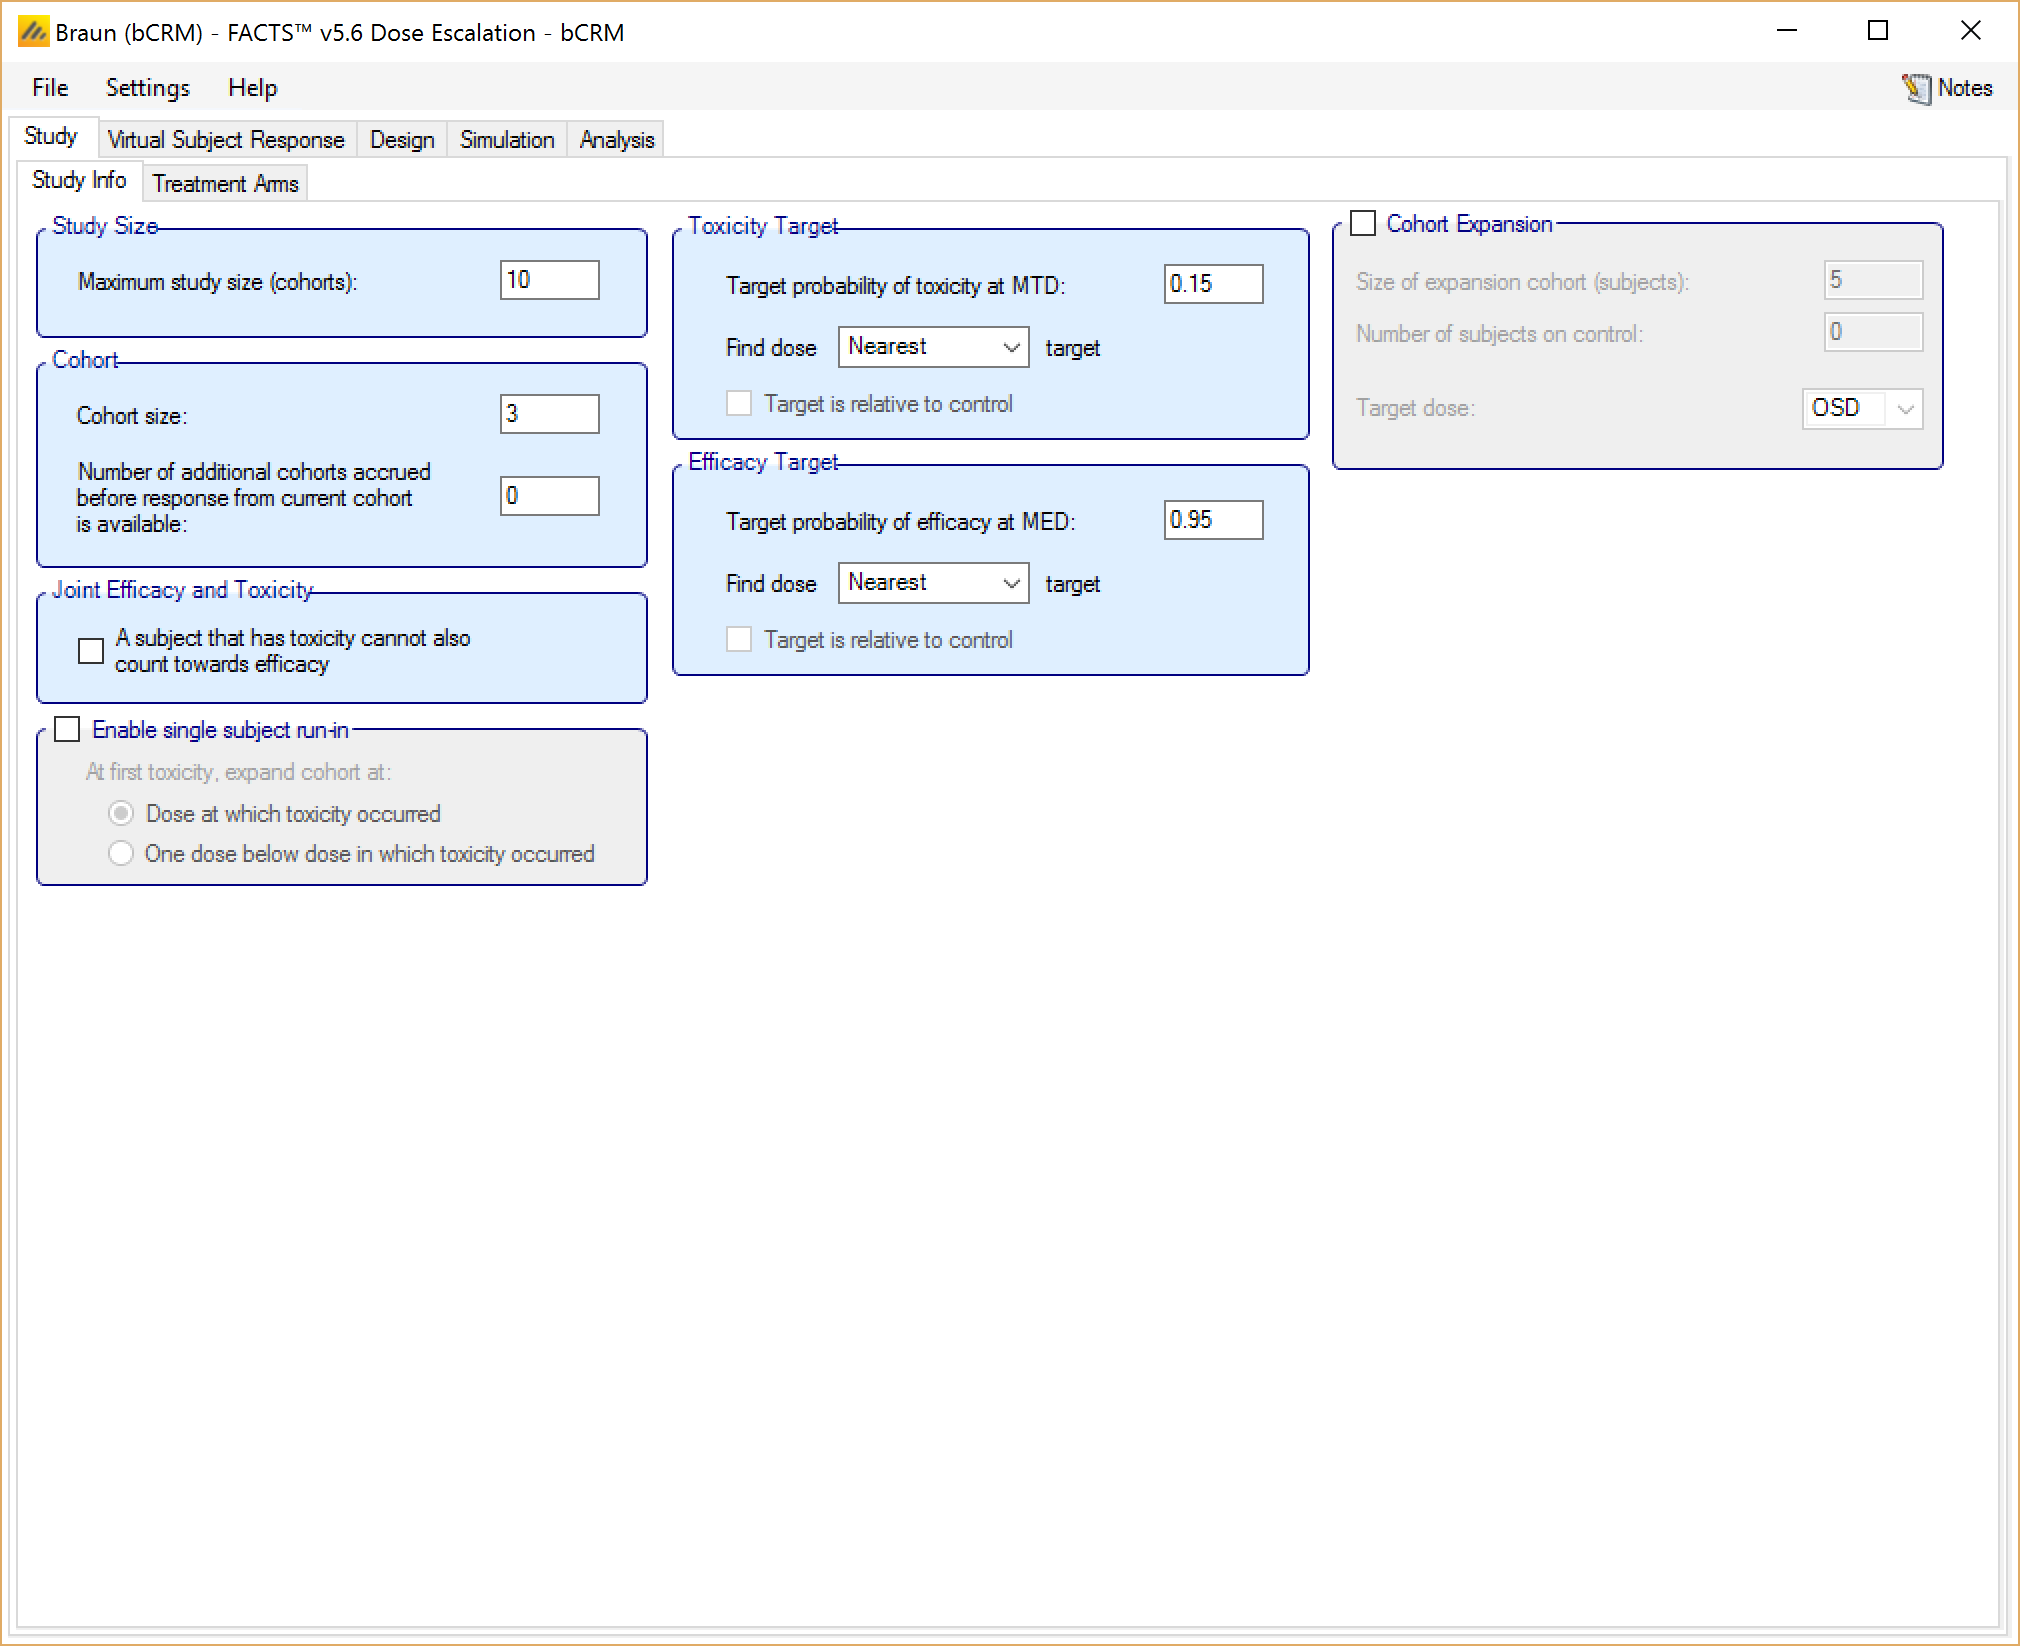 Braun (bCRM) - FACTS™ v5.6 Dose Escalation - bCRM
File Settings Help Notes
Study Virtual Subject Response Design Simulation Analysis
Study Info Treatment Arms
Study Size
Maximum study size (cohorts): 10
Cohort
Cohort size: 3
Number of additional cohorts accrued
before response from current cohort
is available: 0
Joint Efficacy and Toxicity
A subject that has toxicity cannot also
count towards efficacy
Enable single subject run-in
At first toxicity, expand cohort at:
Dose at which toxicity occurred
One dose below dose in which toxicity occurred
Toxicity Target
Target probability of toxicity at MTD: 0.15
Find dose Nearest target
Target is relative to control
Efficacy Target
Target probability of efficacy at MED: 0.95
Find dose Nearest target
Target is relative to control
Cohort Expansion
Size of expansion cohort (subjects): 5
Number of subjects on control: 0
Target dose: OSD